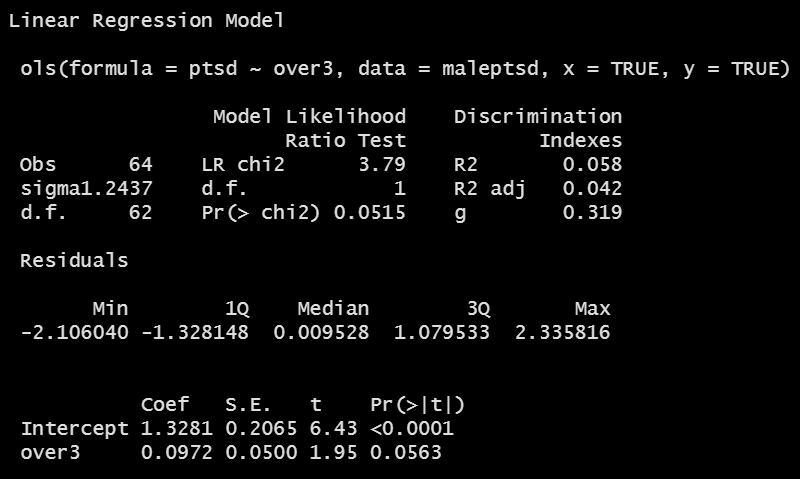 Linear Regression Model
ols(formula = ptsd ~ over3, data = maleptsd, x = TRUE, y = TRUE)
Model Likelihood Discrimination
Ratio Test Indexes
Obs 64 LR chi2 3.79 R2 0.058
sigma1.2437 d.f. 1 R2 adj 0.042
d.f. 62 Pr(> chi2) 0.0515 g 0.319
Residuals
Min 1Q Median 3Q Max
-2.106040 -1.328148 0.009528 1.079533 2.335816
Coef S.E. t Pr(>|t|)
Intercept 1.3281 0.2065 6.43 <0.0001
over3 0.0972 0.0500 1.95 0.0563